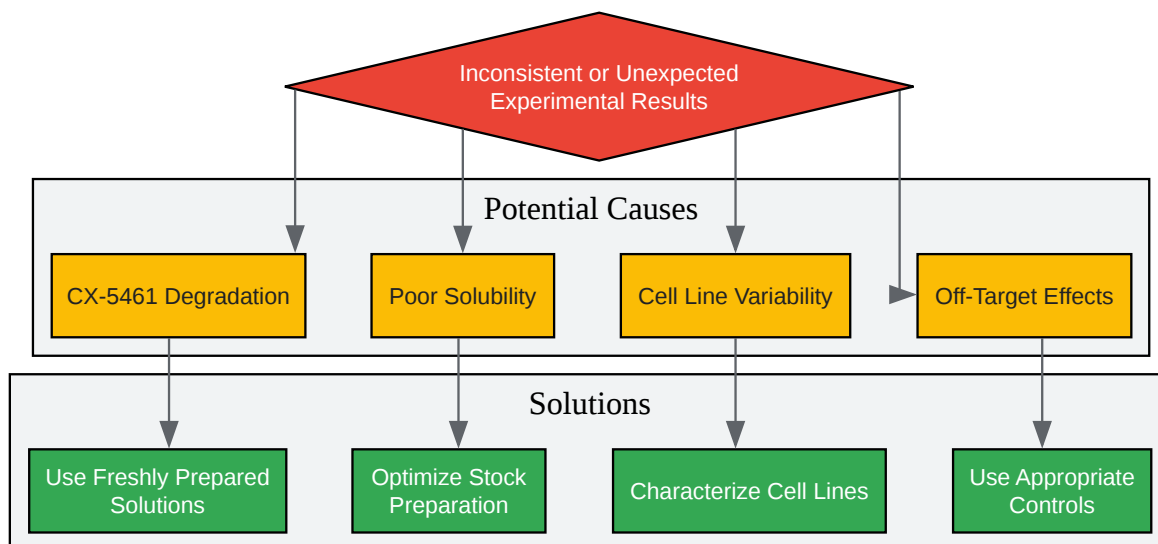 Inconsistent or Unexpected
Experimental Results
Potential Causes
CX-5461 Degradation
Poor Solubility
Cell Line Variability
Off-Target Effects
Solutions
Use Freshly Prepared
Solutions
Optimize Stock
Preparation
Characterize Cell Lines
Use Appropriate
Controls